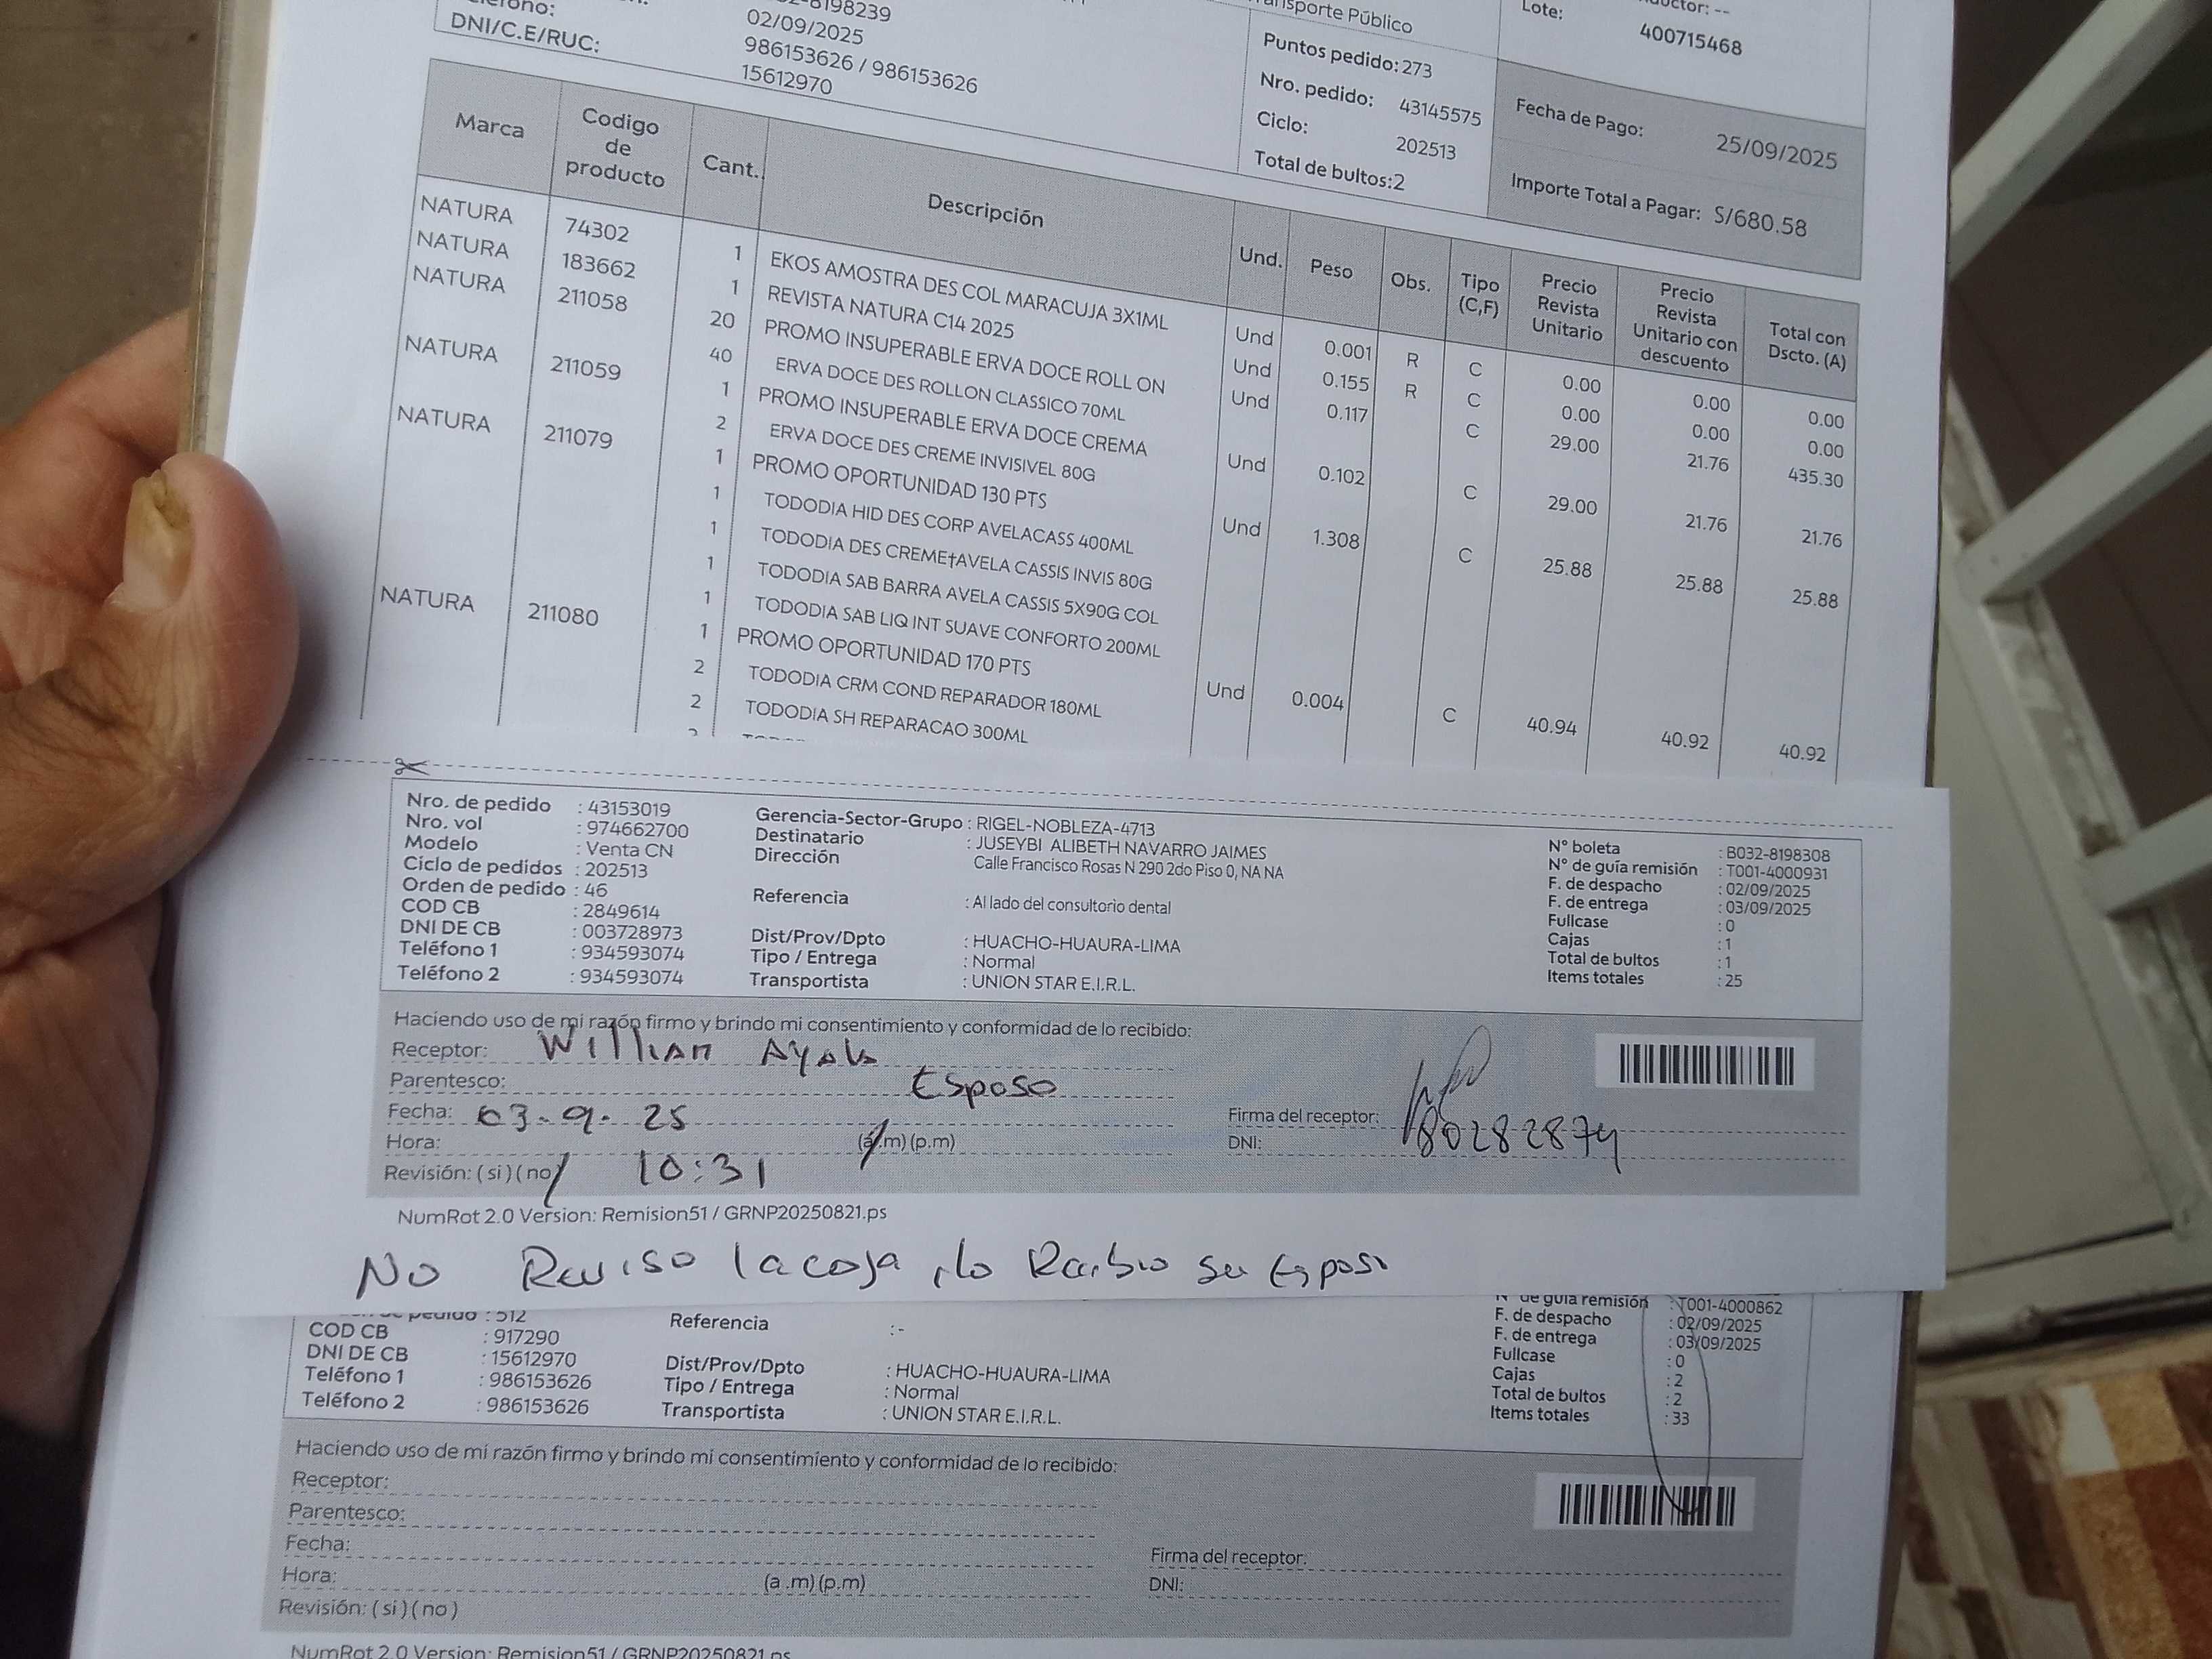 Teléfono:
DNI/C.E/RUC:
02/09/2025
986153626 / 986153626
15612970
Transporte Público
Puntos pedido: 273
Nro. pedido: 43145575
Ciclo: 202513
Total de bultos: 2
Lote: 400715468
Fecha de Pago: 25/09/2025
Importe Total a Pagar: S/680.58
Marca Codigo de producto Cant. Descripción Und. Peso Obs. Tipo (C,F) Precio Revista Unitario Precio Revista Unitario con descuento Total con Dscto. (A)
NATURA 74302 1 EKOS AMOSTRA DES COL MARACUJA 3X1ML Und 0.001 R C 0.00 0.00 0.00
NATURA 183662 1 REVISTA NATURA C14 2025 Und 0.155 R C 0.00 0.00 0.00
NATURA 211058 20 PROMO INSUPERABLE ERVA DOCE ROLL ON Und 0.117 C 29.00 21.76 435.30
40 ERVA DOCE DES ROLLON CLASSICO 70ML
NATURA 211059 1 PROMO INSUPERABLE ERVA DOCE CREMA Und 0.102 C 29.00 21.76 21.76
2 ERVA DOCE DES CREME INVISIVEL 80G
NATURA 211079 1 PROMO OPORTUNIDAD 130 PTS Und 1.308 C 25.88 25.88 25.88
1 TODODIA HID DES CORP AVELACASS 400ML
1 TODODIA DES CREME†AVELA CASSIS INVIS 80G
1 TODODIA SAB BARRA AVELA CASSIS 5X90G COL
1 TODODIA SAB LIQ INT SUAVE CONFORTO 200ML
NATURA 211080 1 PROMO OPORTUNIDAD 170 PTS Und 0.004 C 40.94 40.92 40.92
2 TODODIA CRM COND REPARADOR 180ML
2 TODODIA SH REPARACAO 300ML
Nro. de pedido : 43153019 Gerencia-Sector-Grupo : RIGEL-NOBLEZA-4713 N° boleta : B032-8198308
Nro. vol : 974662700 Destinatario : JUSEYBI ALIBETH NAVARRO JAIMES N° de guía remisión : T001-4000931
Modelo : Venta CN Dirección Calle Francisco Rosas N 290 2do Piso 0, NA NA F. de despacho : 02/09/2025
Ciclo de pedidos : 202513 F. de entrega : 03/09/2025
Orden de pedido : 46 Referencia : Al lado del consultorio dental Fullcase : 0
COD CB : 2849614 Cajas : 1
DNI DE CB : 003728973 Dist/Prov/Dpto : HUACHO-HUAURA-LIMA Total de bultos : 1
Teléfono 1 : 934593074 Tipo / Entrega : Normal Items totales : 25
Teléfono 2 : 934593074 Transportista : UNION STAR E.I.R.L.
Haciendo uso de mi razón firmo y brindo mi consentimiento y conformidad de lo recibido:
Receptor: Willian Ayala
Parentesco: Esposo
Fecha: 03-9-25 Firma del receptor:
Hora: 10:31 (a.m) (p.m) DNI: 80282874
Revisión: ( si ) ( no )
NumRot 2.0 Version: Remision51 / GRNP20250821.ps
No Reviso la caja, lo Recibio su Esposo
: 512 Referencia :- N° de guía remisión : T001-4000862
COD CB : 917290 F. de despacho : 02/09/2025
DNI DE CB : 15612970 Dist/Prov/Dpto : HUACHO-HUAURA-LIMA F. de entrega : 03/09/2025
Teléfono 1 : 986153626 Tipo / Entrega : Normal Fullcase : 0
Teléfono 2 : 986153626 Transportista : UNION STAR E.I.R.L. Cajas : 2
Total de bultos : 2
Items totales : 33
Haciendo uso de mi razón firmo y brindo mi consentimiento y conformidad de lo recibido:
Receptor:
Parentesco:
Fecha: Firma del receptor:
Hora: (a .m) (p.m) DNI:
Revisión: ( si ) ( no )
NumRot 2.0 Version: Remision51 / GRNP20250821.ps